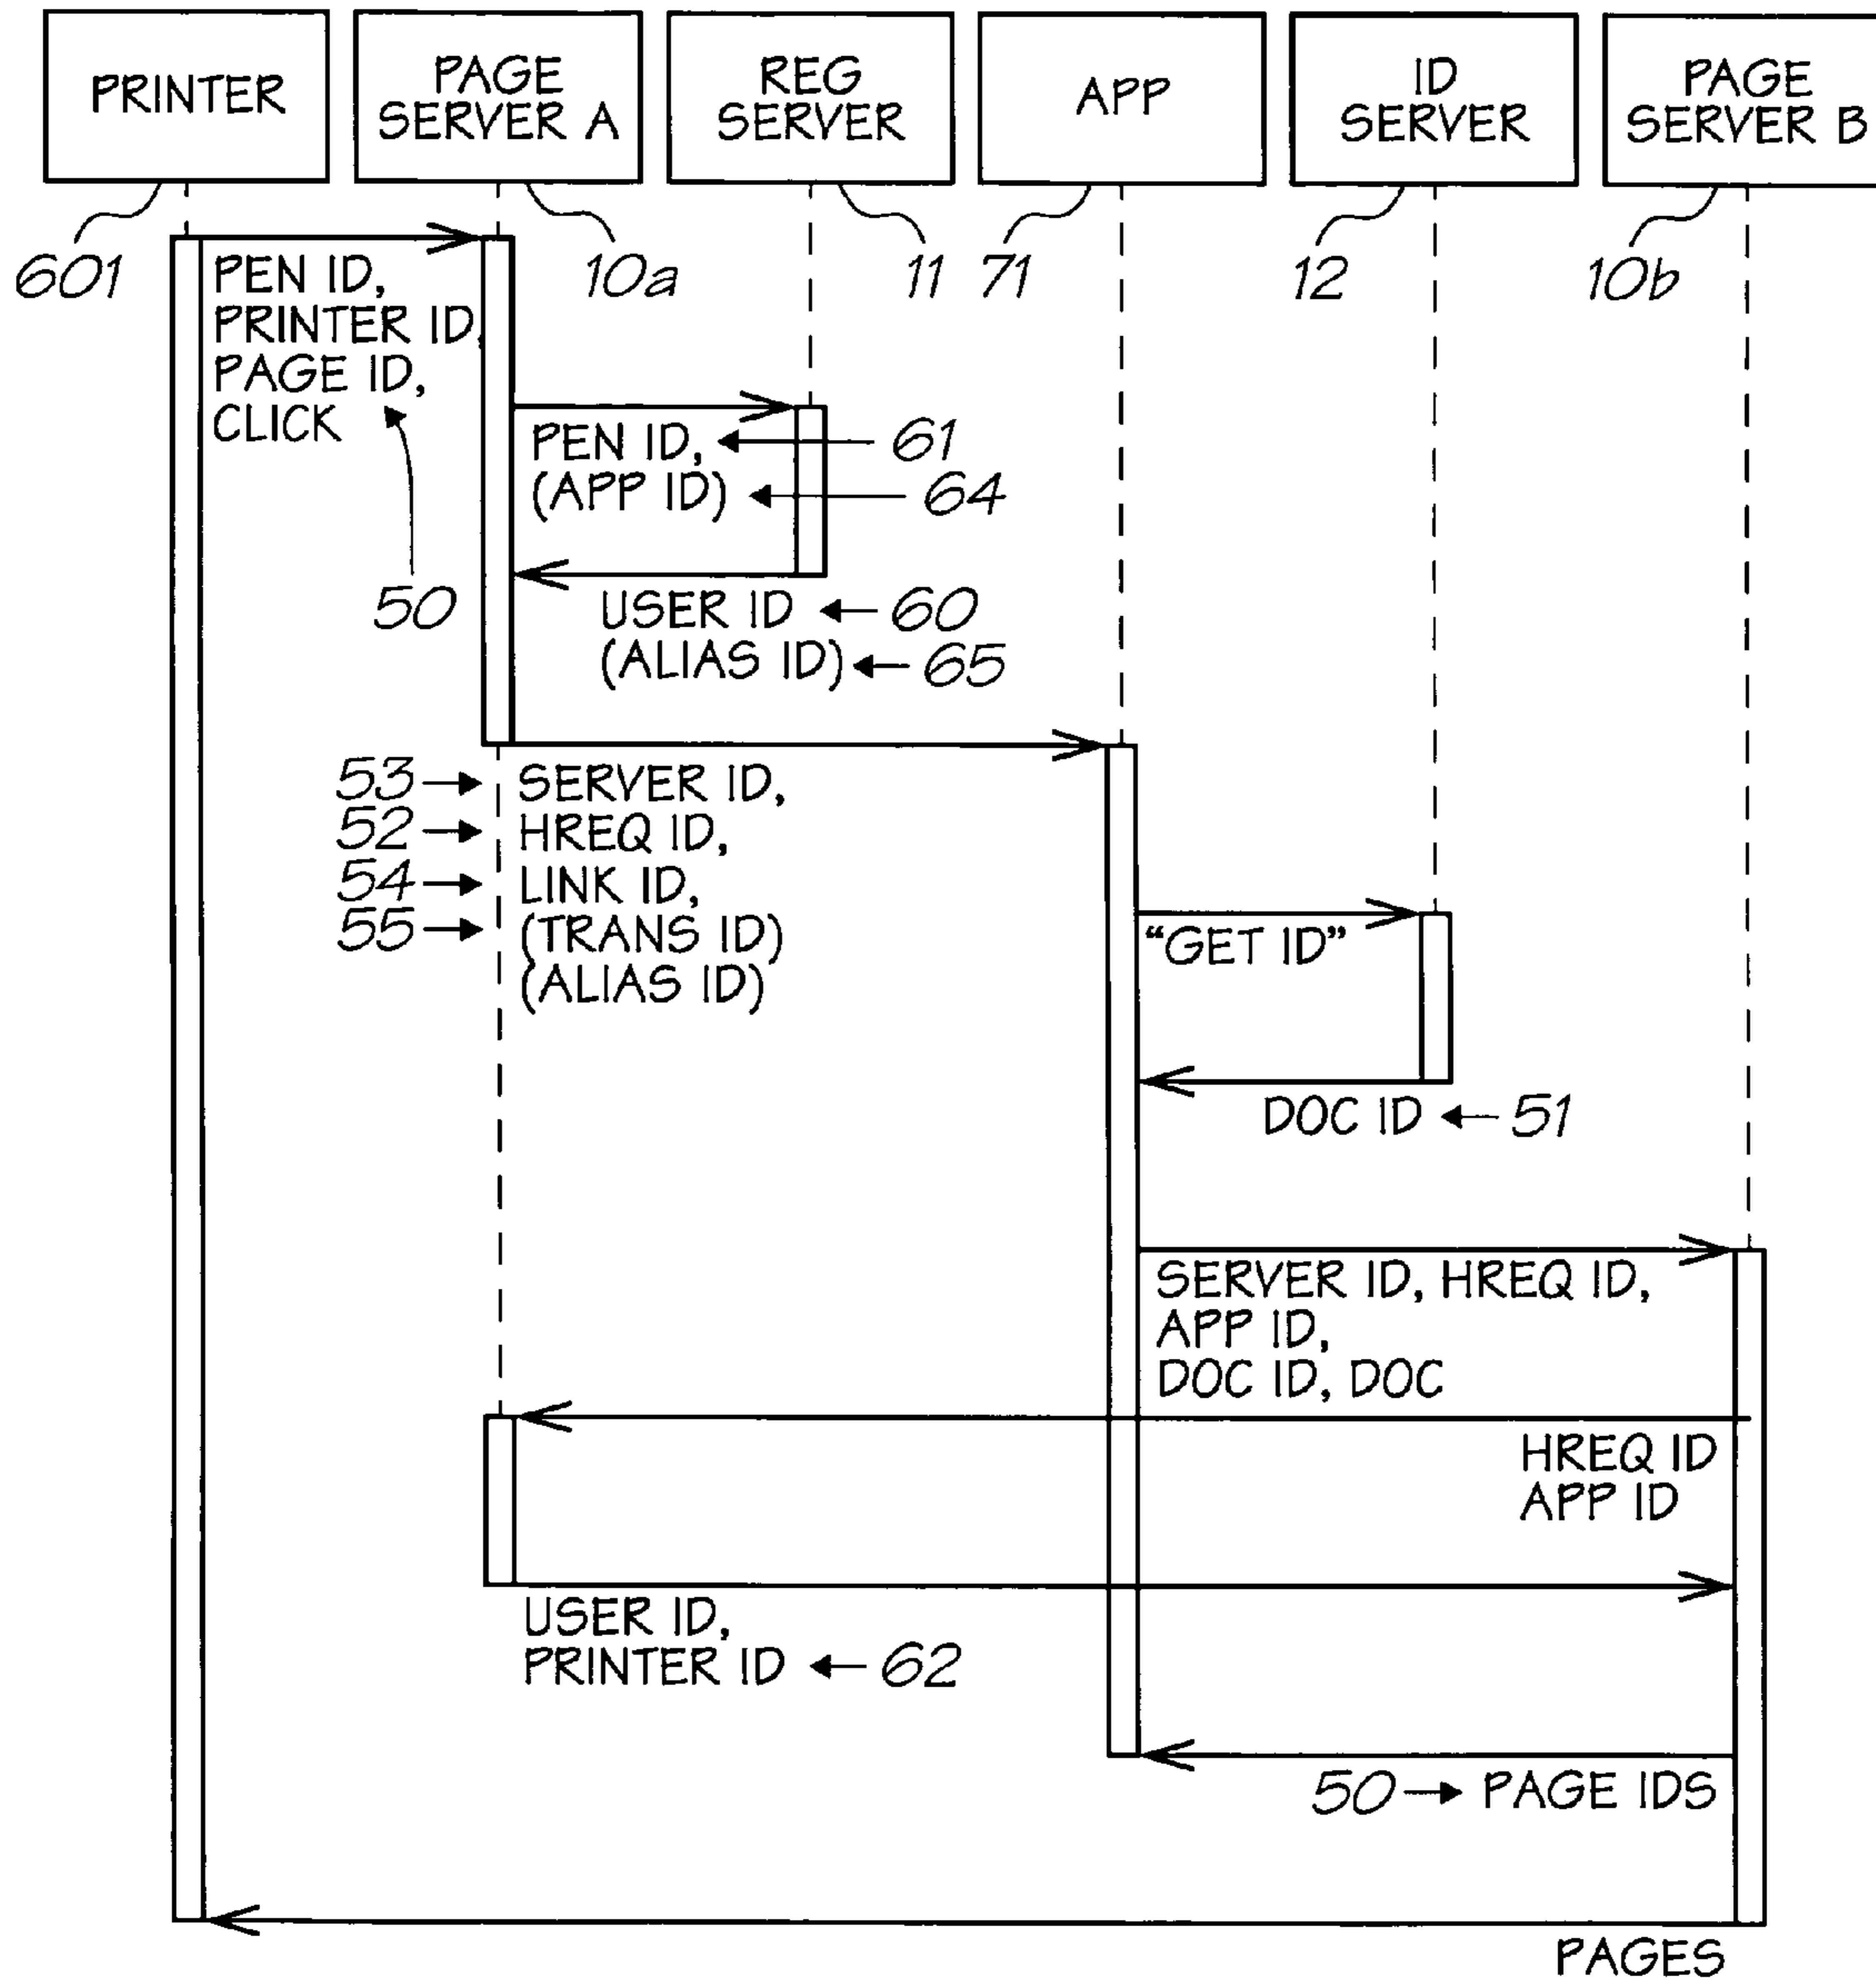 PRINTER
PAGE
SERVER A
REG
SERVER
APP
ID
SERVER
PAGE
SERVER B
601
10a
11
71
12
10b
PEN ID,
PRINTER ID,
PAGE ID,
CLICK
50
PEN ID,
(APP ID)
61
64
USER ID
(ALIAS ID)
60
65
53
52
54
55
SERVER ID,
HREQ ID,
LINK ID,
(TRANS ID)
(ALIAS ID)
“GET ID”
DOC ID
51
SERVER ID, HREQ ID,
APP ID,
DOC ID, DOC
HREQ ID
APP ID
USER ID,
PRINTER ID
62
50
PAGE IDS
PAGES